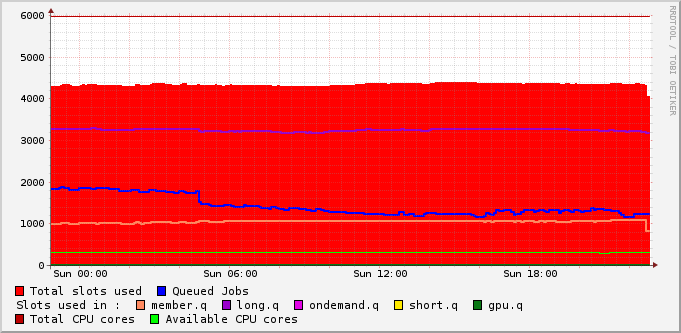 6000
5000
4000
3000
2000
1000
0
Sun 00:00 Sun 06:00 Sun 12:00 Sun 18:00
RRDTOOL / TOBI OETIKER
Total slots used Queued Jobs
Slots used in : member.q long.q ondemand.q short.q gpu.q
Total CPU cores Available CPU cores